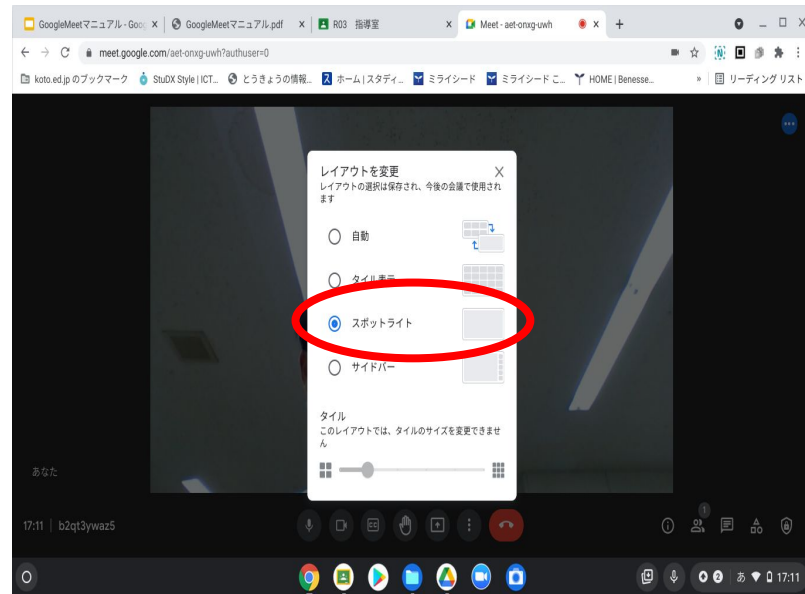 GoogleMeetマニュアル - Goog
GoogleMeetマニュアル.pdf
R03 指導室
Meet - aet-onxg-uwh
meet.google.com/aet-onxg-uwh?authuser=0
koto.ed.jp のブックマーク
StuDX Style | ICT...
とうきょうの情報...
ホーム | スタディ...
ミライシード
ミライシード こ...
HOME | Benesse...
»
リーディング リスト
レイアウトを変更
レイアウトの選択は保存され、今後の会議で使用され
ます
自動
タイル表示
スポットライト
サイドバー
タイル
このレイアウトでは、タイルのサイズを変更できませ
ん
あなた
17:11 | b2qt3ywaz5
1
2
あ
17:11